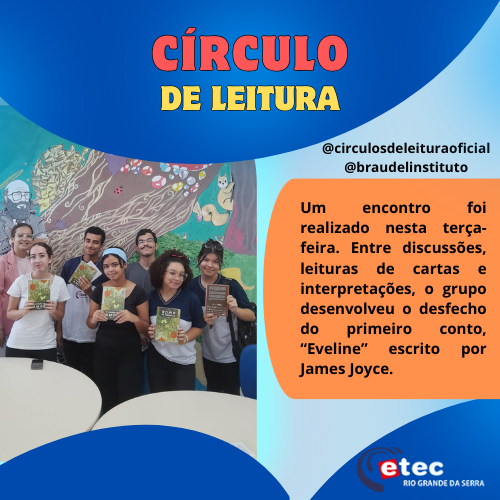 CÍRCULO
DE LEITURA
@circulosdeleituraoficial
@braudelinstituto
Um encontro foi
realizado nesta terça-
feira. Entre discussões,
leituras de cartas e
interpretações, o grupo
desenvolveu o desfecho
do primeiro conto,
“Eveline” escrito por
James Joyce.
etec
RIO GRANDE DA SERRA